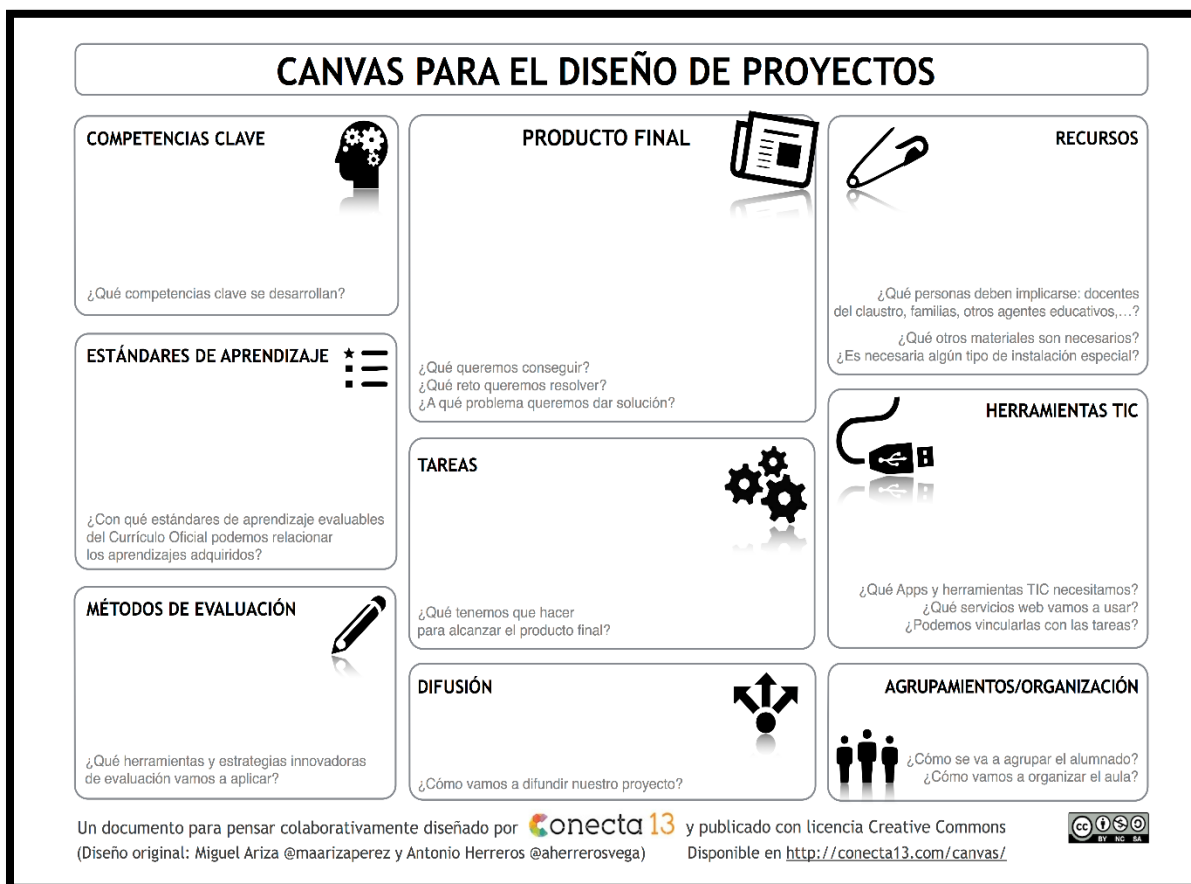 CANVAS PARA EL DISEÑO DE PROYECTOS
COMPETENCIAS CLAVE
¿Qué competencias clave se desarrollan?
ESTÁNDARES DE APRENDIZAJE
¿Con qué estándares de aprendizaje evaluables
del Currículo Oficial podemos relacionar
los aprendizajes adquiridos?
MÉTODOS DE EVALUACIÓN
¿Qué herramientas y estrategias innovadoras
de evaluación vamos a aplicar?
PRODUCTO FINAL
¿Qué queremos conseguir?
¿Qué reto queremos resolver?
¿A qué problema queremos dar solución?
TAREAS
¿Qué tenemos que hacer
para alcanzar el producto final?
DIFUSIÓN
¿Cómo vamos a difundir nuestro proyecto?
RECURSOS
¿Qué personas deben implicarse: docentes
del claustro, familias, otros agentes educativos,...?
¿Qué otros materiales son necesarios?
¿Es necesaria algún tipo de instalación especial?
HERRAMIENTAS TIC
¿Qué Apps y herramientas TIC necesitamos?
¿Qué servicios web vamos a usar?
¿Podemos vincularlas con las tareas?
AGRUPAMIENTOS/ORGANIZACIÓN
¿Cómo se va a agrupar el alumnado?
¿Cómo vamos a organizar el aula?
Un documento para pensar colaborativamente diseñado por Conecta 13 y publicado con licencia Creative Commons
(Diseño original: Miguel Ariza @maarizaperez y Antonio Herreros @aherrerosvega) Disponible en http://conecta13.com/canvas/
cc BY NC SA